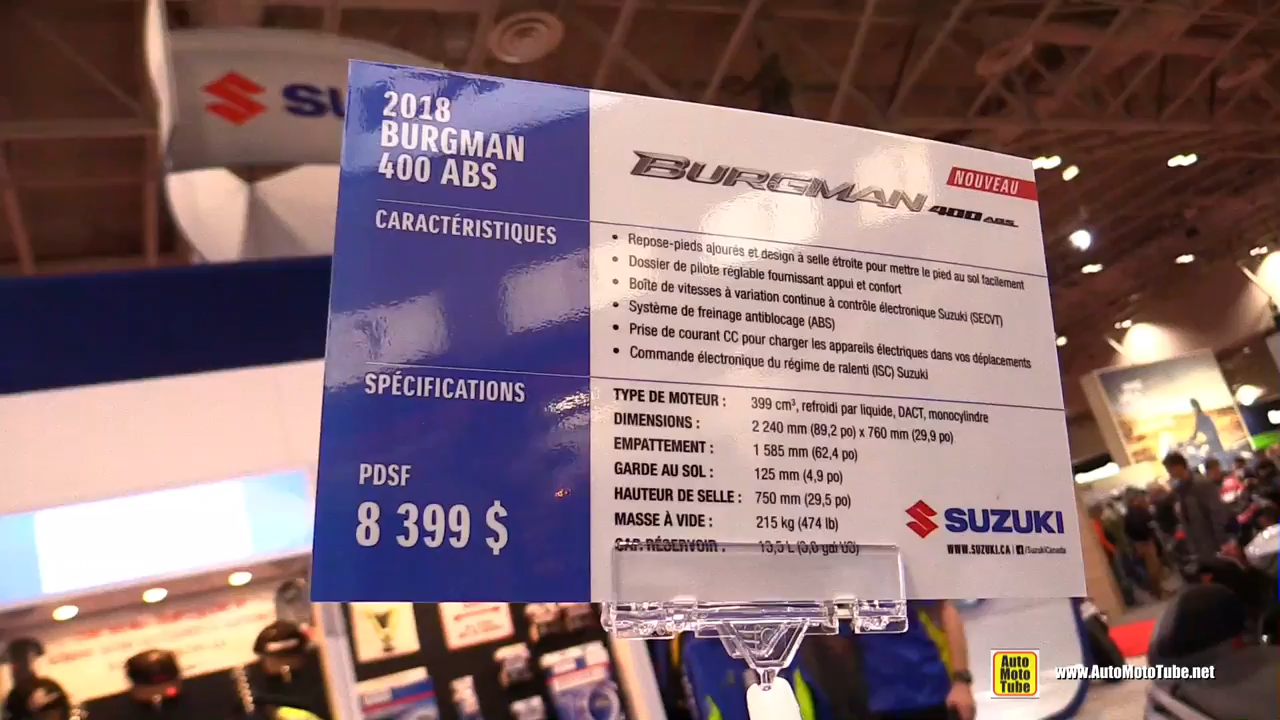 SU
2018
BURGMAN
400 ABS
BURGMAN 400 ABS
NOUVEAU
CARACTÉRISTIQUES
• Repose-pieds ajourés et design à selle étroite pour mettre le pied au sol facilement
• Dossier de pilote réglable fournissant appui et confort
• Boîte de vitesses à variation continue à contrôle électronique Suzuki (SECVT)
• Système de freinage antiblocage (ABS)
• Prise de courant CC pour charger les appareils électriques dans vos déplacements
• Commande électronique du régime de ralenti (ISC) Suzuki
SPÉCIFICATIONS
TYPE DE MOTEUR : 399 cm³, refroidi par liquide, DACT, monocylindre
DIMENSIONS : 2 240 mm (89,2 po) x 760 mm (29,9 po)
EMPATTEMENT : 1 585 mm (62,4 po)
GARDE AU SOL : 125 mm (4,9 po)
HAUTEUR DE SELLE : 750 mm (29,5 po)
MASSE À VIDE : 215 kg (474 lb)
CAP. RÉSERVOIR : 13,5 L
PDSF
8 399 $
SUZUKI
WWW.SUZUKI.CA | /SuzukiCanada
Auto
Moto
Tube
www.AutoMotoTube.net